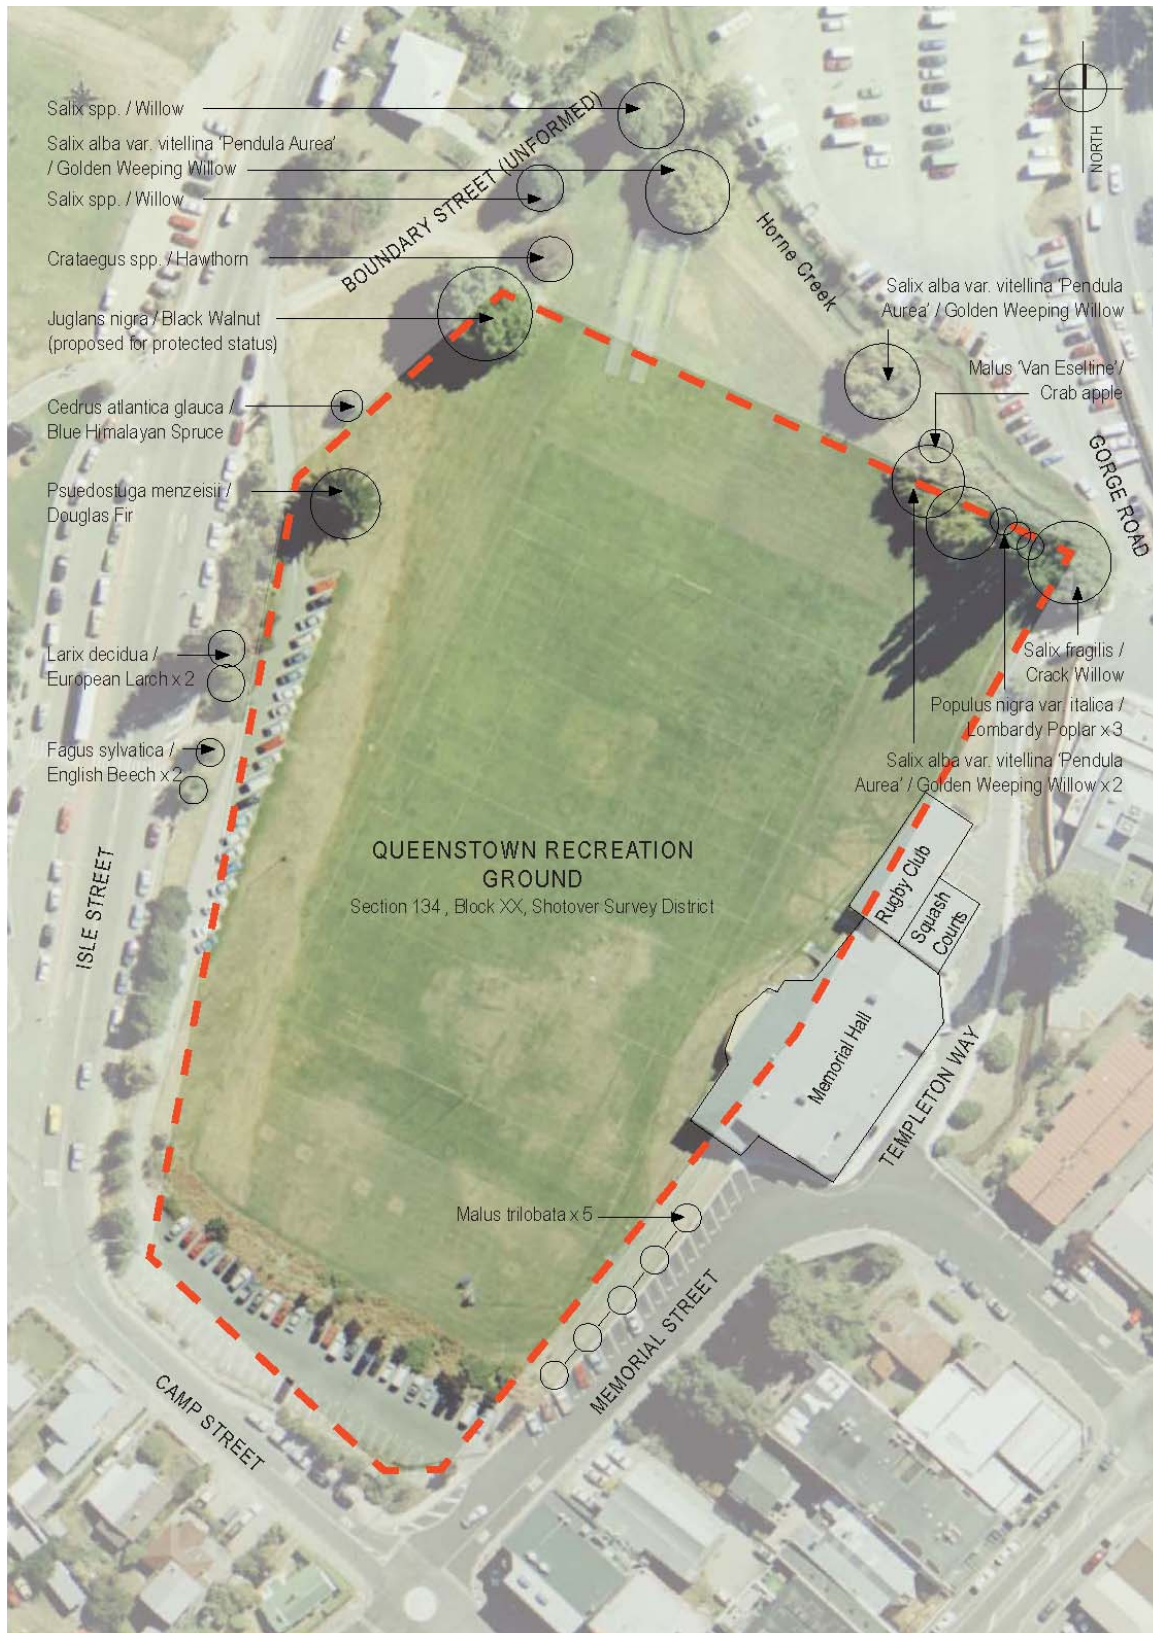 Salix spp. / Willow
Salix alba var. vitellina 'Pendula Aurea'
/ Golden Weeping Willow
Salix spp. / Willow
Crataegus spp. / Hawthorn
Juglans nigra / Black Walnut
(proposed for protected status)
Cedrus atlantica glauca /
Blue Himalayan Spruce
Psuedostuga menzeisii /
Douglas Fir
Larix decidua /
European Larch x 2
Fagus sylvatica /
English Beech x 2
BOUNDARY STREET (UNFORMED)
NORTH
Horne Creek
Salix alba var. vitellina 'Pendula
Aurea' / Golden Weeping Willow
Malus 'Van Eseltine'/
Crab apple
GORGE ROAD
Salix fragilis /
Crack Willow
Populus nigra var. italica /
Lombardy Poplar x 3
Salix alba var. vitellina 'Pendula
Aurea' / Golden Weeping Willow x 2
QUEENSTOWN RECREATION
GROUND
Section 134 , Block XX, Shotover Survey District
ISLE STREET
Rugby Club
Squash
Courts
Memorial Hall
TEMPLETON WAY
Malus trilobata x 5
MEMORIAL STREET
CAMP STREET